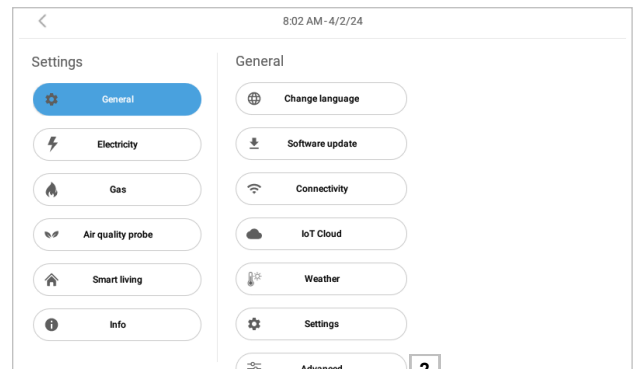 8:02 AM-4/2/24
Settings
General
Electricity
Gas
Air quality probe
Smart living
Info
General
Change language
Software update
Connectivity
IoT Cloud
Weather
Settings
Advanced
2